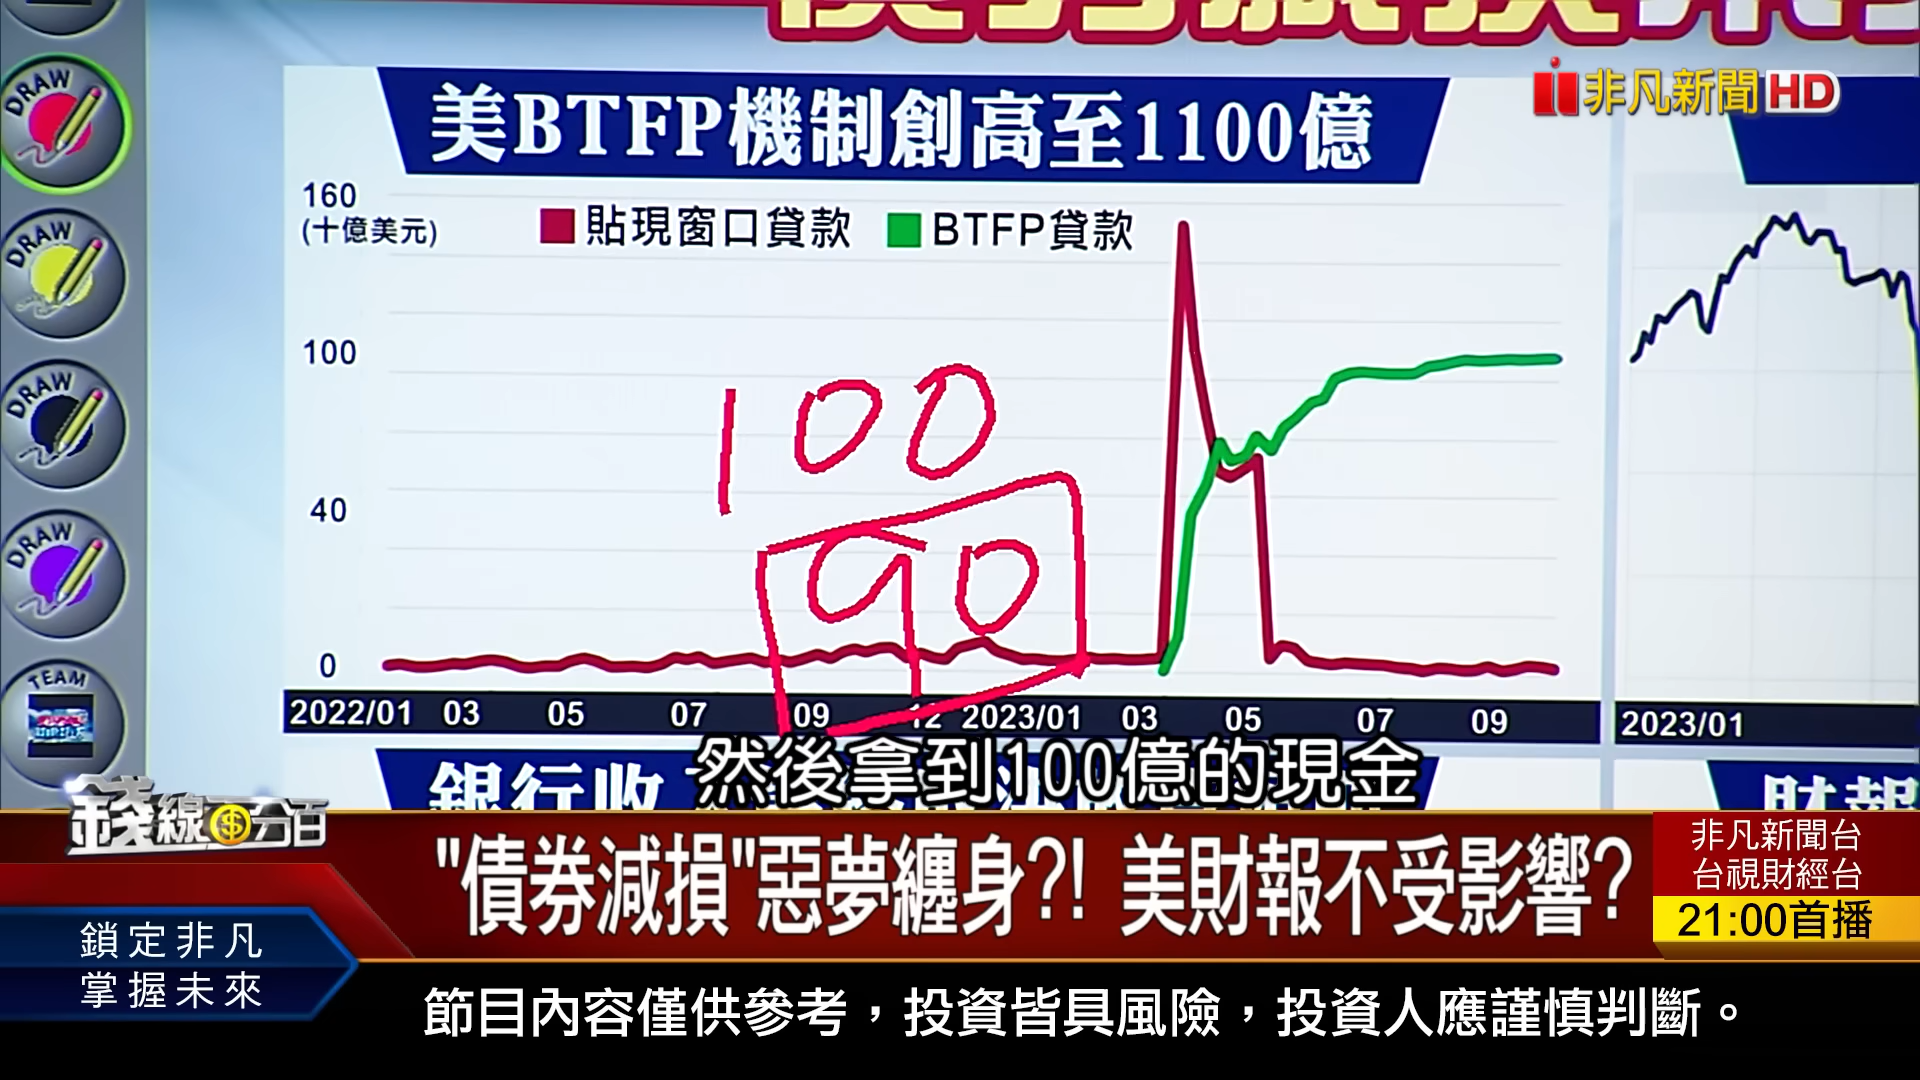 DRAW
DRAW
DRAW
DRAW
TEAM
非凡新聞HD
美BTFP機制創高至1100億
160
(十億美元)
貼現窗口貸款
BTFP貸款
100
40
0
100
90
2022/01 03 05 07 09 12 2023/01 03 05 07 09
2023/01
然後拿到100億的現金
銀行收
財報
錢線百分百
"債券減損"惡夢纏身?! 美財報不受影響?
非凡新聞台
台視財經台
21:00首播
鎖定非凡
掌握未來
節目內容僅供參考，投資皆具風險，投資人應謹慎判斷。